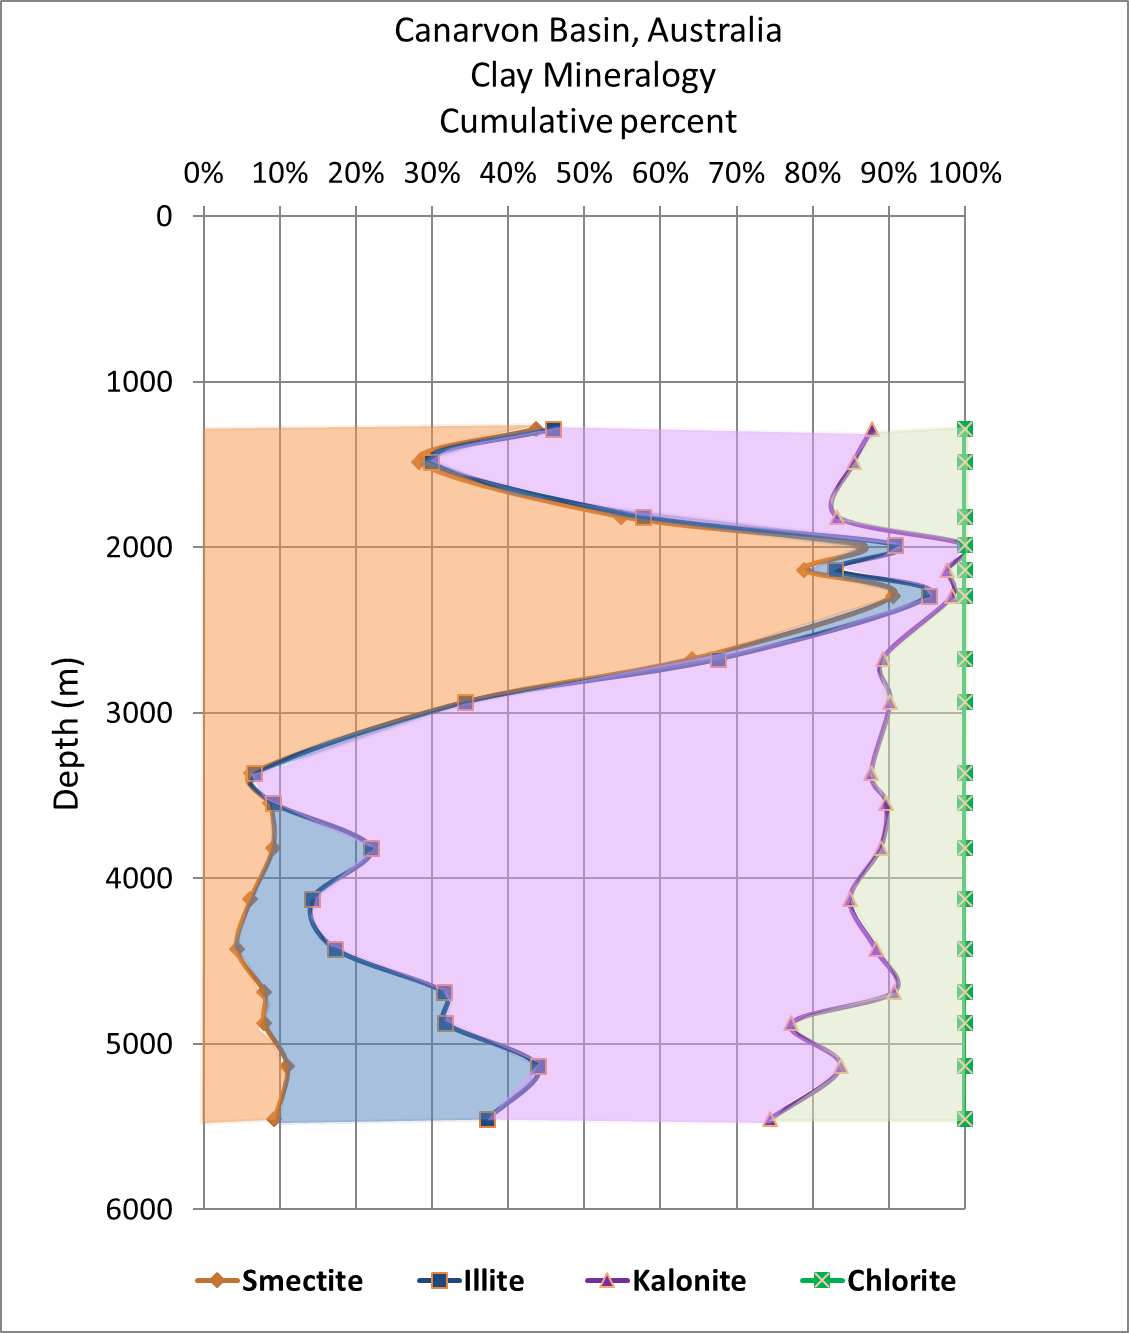 Canarvon Basin, Australia
Clay Mineralogy
Cumulative percent
0% 10% 20% 30% 40% 50% 60% 70% 80% 90% 100%
0
1000
2000
3000
4000
5000
6000
Depth (m)
Smectite Illite Kalonite Chlorite